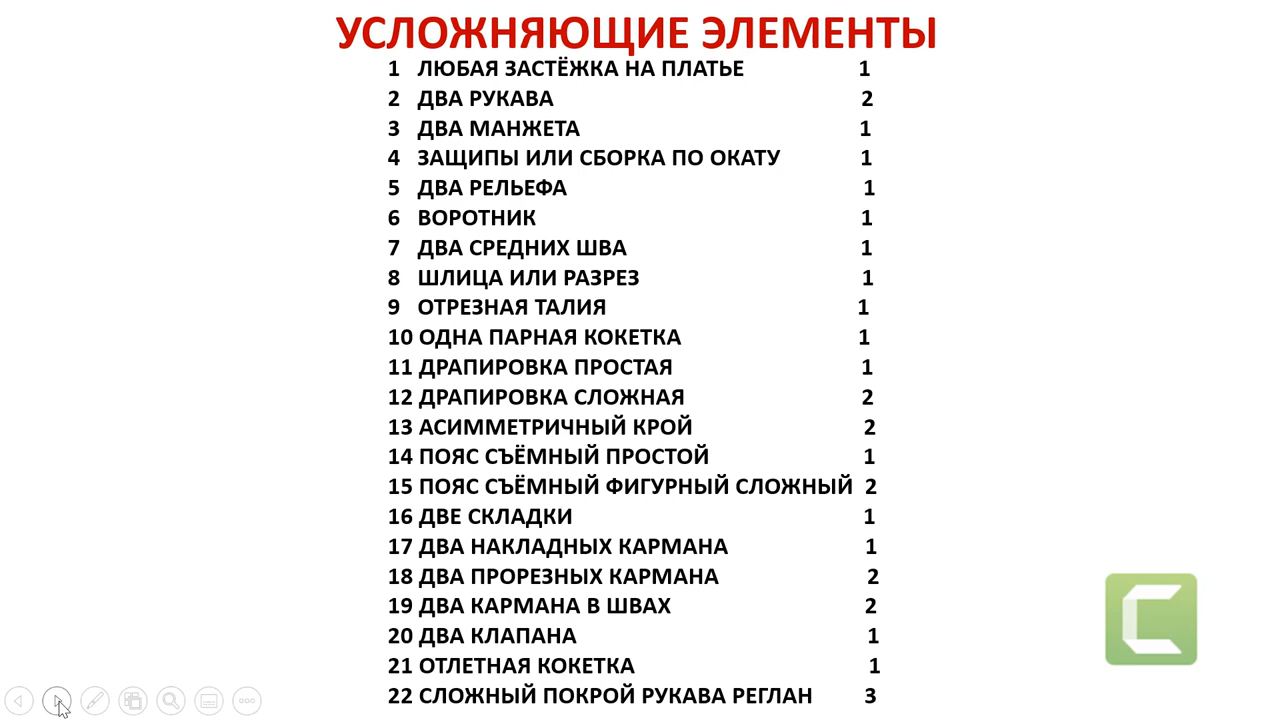 УСЛОЖНЯЮЩИЕ ЭЛЕМЕНТЫ
1 ЛЮБАЯ ЗАСТЁЖКА НА ПЛАТЬЕ 1
2 ДВА РУКАВА 2
3 ДВА МАНЖЕТА 1
4 ЗАЩИПЫ ИЛИ СБОРКА ПО ОКАТУ 1
5 ДВА РЕЛЬЕФА 1
6 ВОРОТНИК 1
7 ДВА СРЕДНИХ ШВА 1
8 ШЛИЦА ИЛИ РАЗРЕЗ 1
9 ОТРЕЗНАЯ ТАЛИЯ 1
10 ОДНА ПАРНАЯ КОКЕТКА 1
11 ДРАПИРОВКА ПРОСТАЯ 1
12 ДРАПИРОВКА СЛОЖНАЯ 2
13 АСИММЕТРИЧНЫЙ КРОЙ 2
14 ПОЯС СЪЁМНЫЙ ПРОСТОЙ 1
15 ПОЯС СЪЁМНЫЙ ФИГУРНЫЙ СЛОЖНЫЙ 2
16 ДВЕ СКЛАДКИ 1
17 ДВА НАКЛАДНЫХ КАРМАНА 1
18 ДВА ПРОРЕЗНЫХ КАРМАНА 2
19 ДВА КАРМАНА В ШВАХ 2
20 ДВА КЛАПАНА 1
21 ОТЛЕТНАЯ КОКЕТКА 1
22 СЛОЖНЫЙ ПОКРОЙ РУКАВА РЕГЛАН 3